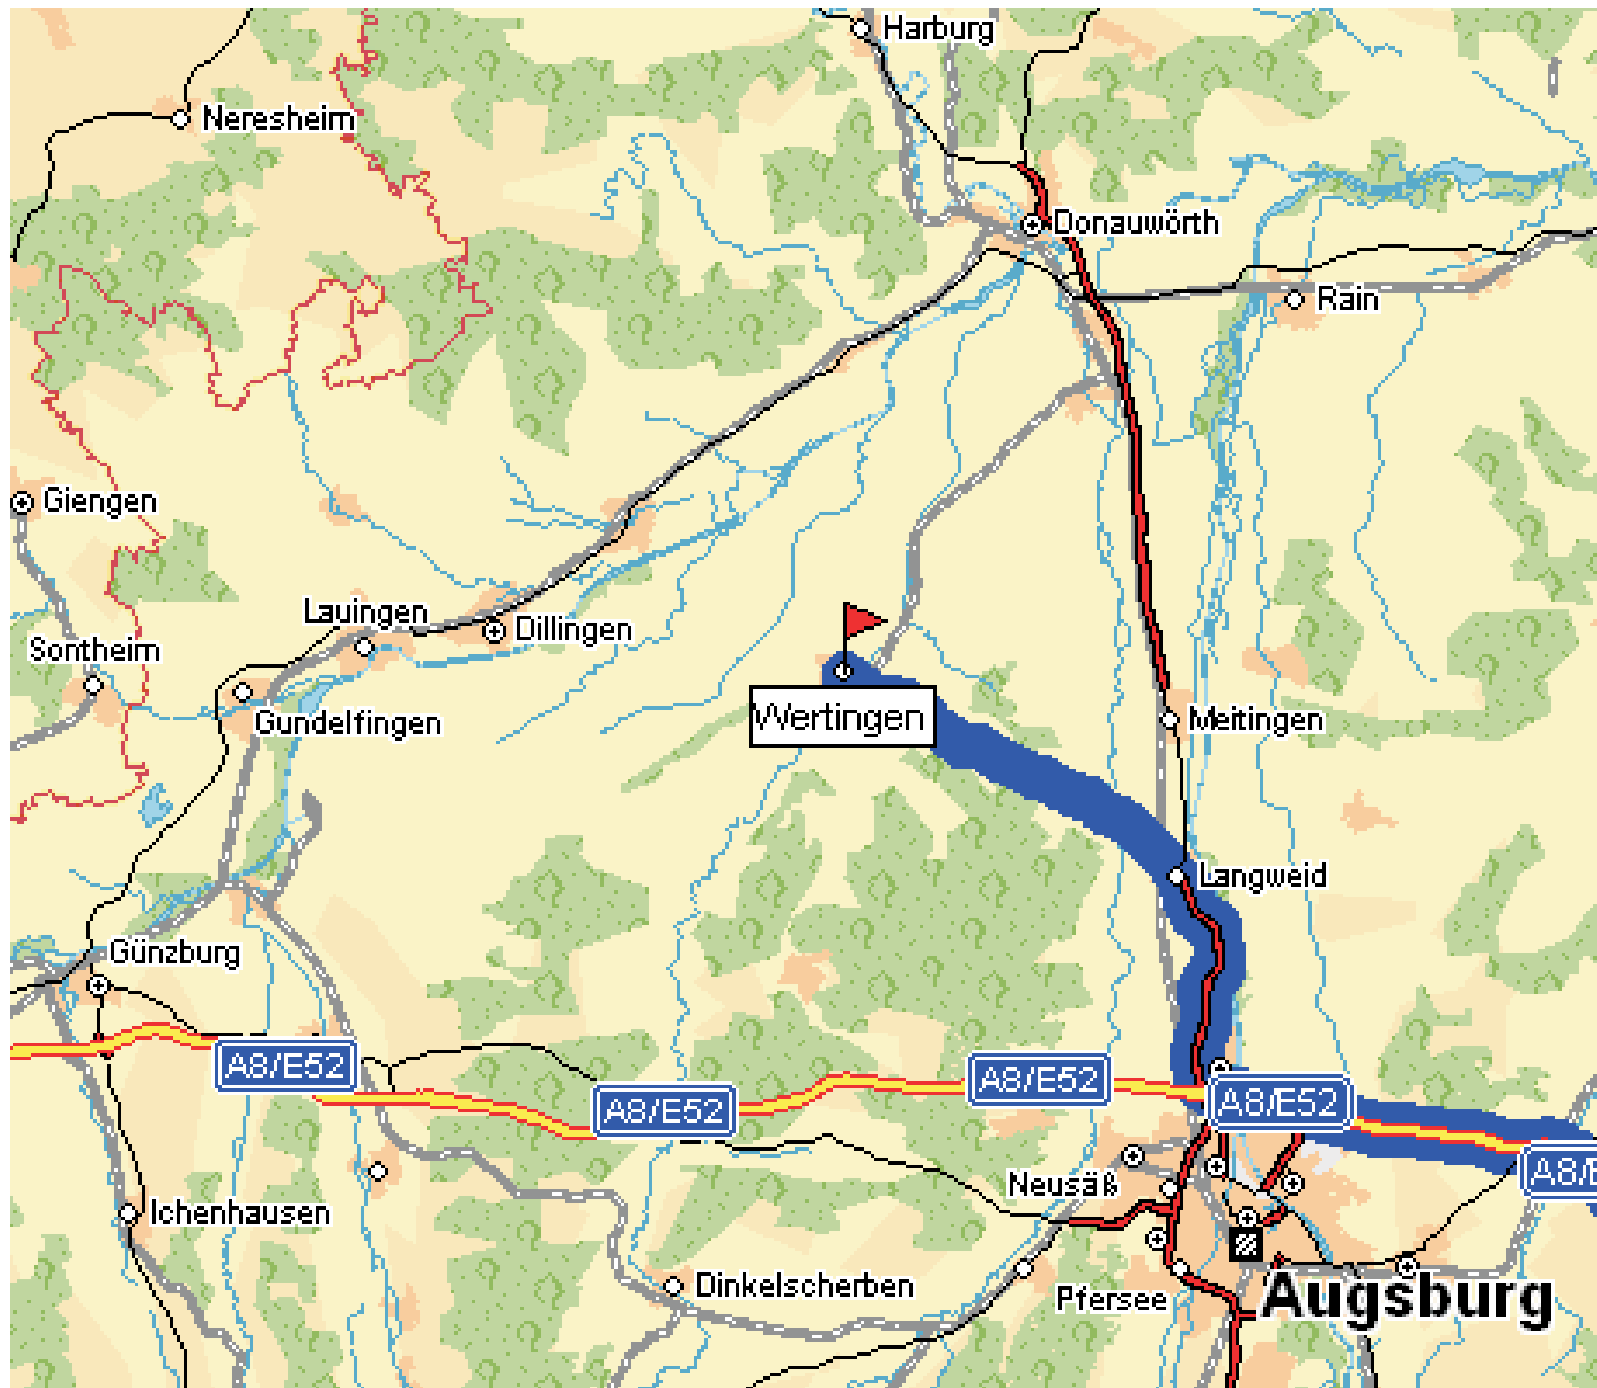 Harburg
Neresheim
Donauwörth
Rain
Giengen
Lauingen
Dillingen
Sontheim
Gundelfingen
Wertingen
Meitingen
Langweid
Günzburg
A8/E52
A8/E52
A8/E52
A8/E52
A8/E
Neusäß
Ichenhausen
Dinkelscherben
Pfersee
Augsburg